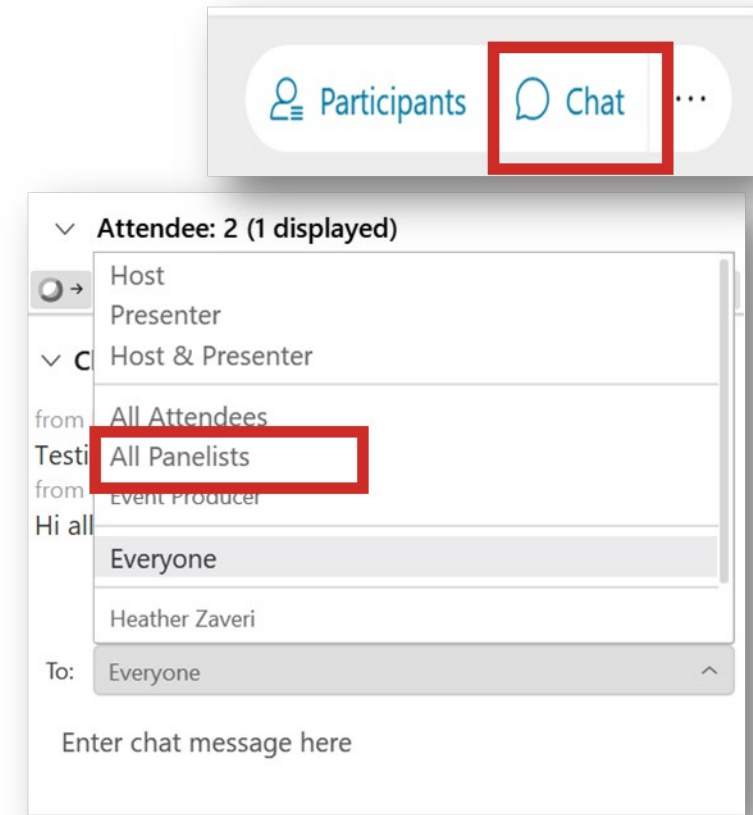 Participants Chat ...
Attendee: 2 (1 displayed)
Host
Presenter
Host & Presenter
from All Attendees
Testi All Panelists
from Event Producer
Hi all
Everyone
Heather Zaveri
To: Everyone
Enter chat message here